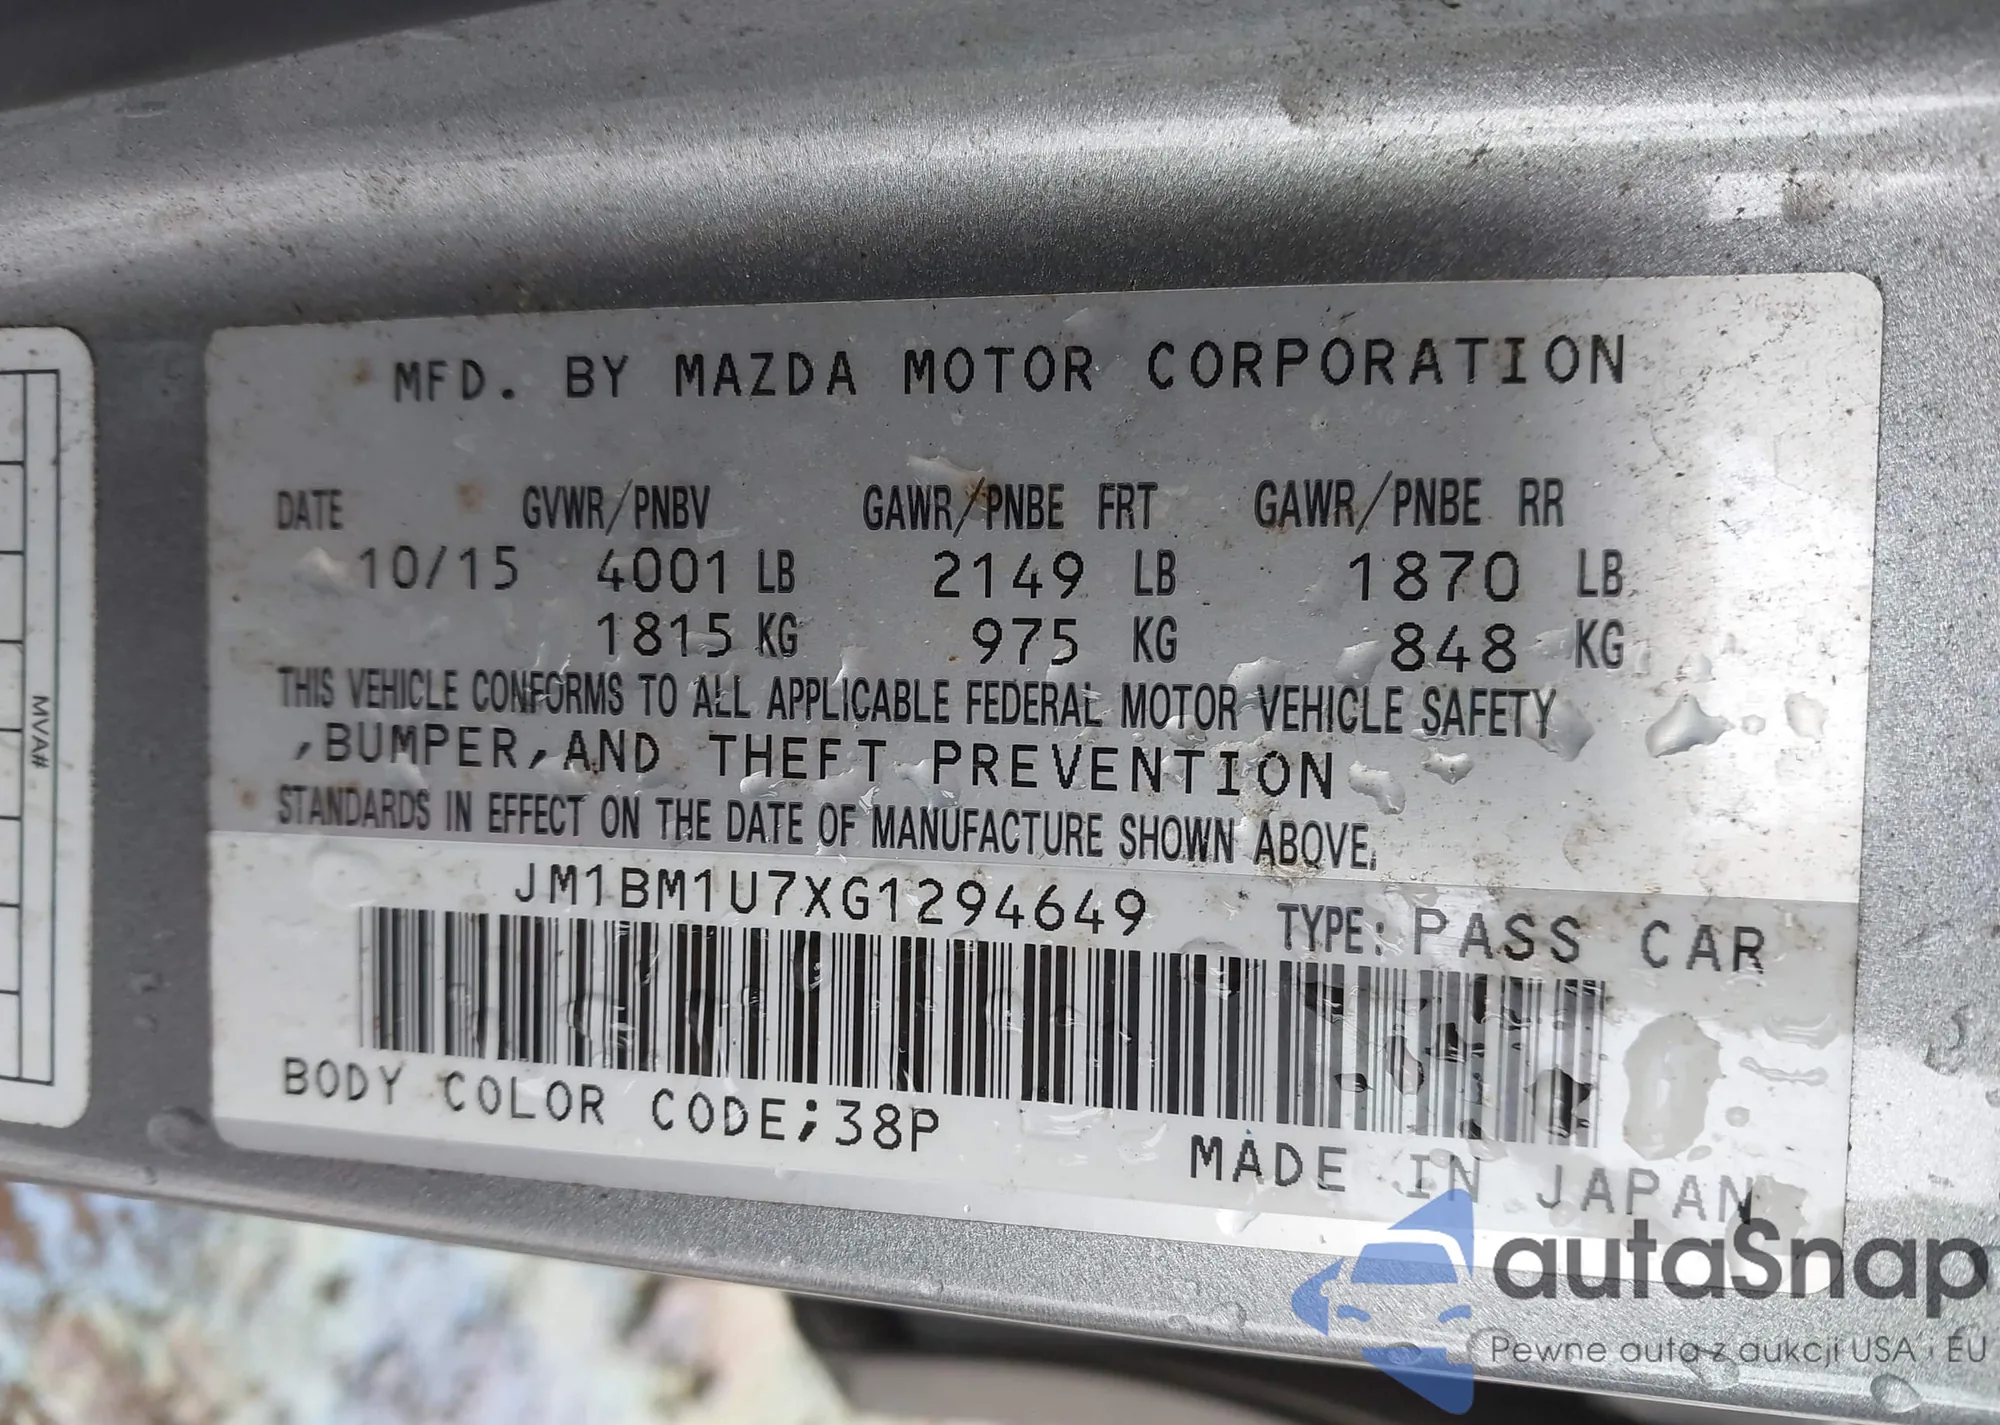 MFD. BY MAZDA MOTOR CORPORATION
DATE GVWR/PNBV GAWR/PNBE FRT GAWR/PNBE RR
10/15 4001 LB 2149 LB 1870 LB
1815 KG 975 KG 848 KG
THIS VEHICLE CONFORMS TO ALL APPLICABLE FEDERAL MOTOR VEHICLE SAFETY
,BUMPER,AND THEFT PREVENTION
STANDARDS IN EFFECT ON THE DATE OF MANUFACTURE SHOWN ABOVE.
JM1BM1U7XG1294649 TYPE: PASS CAR
BODY COLOR CODE;38P
MADE IN JAPAN
MVA#
autaSnap
Pewne auta z aukcji USA i EU